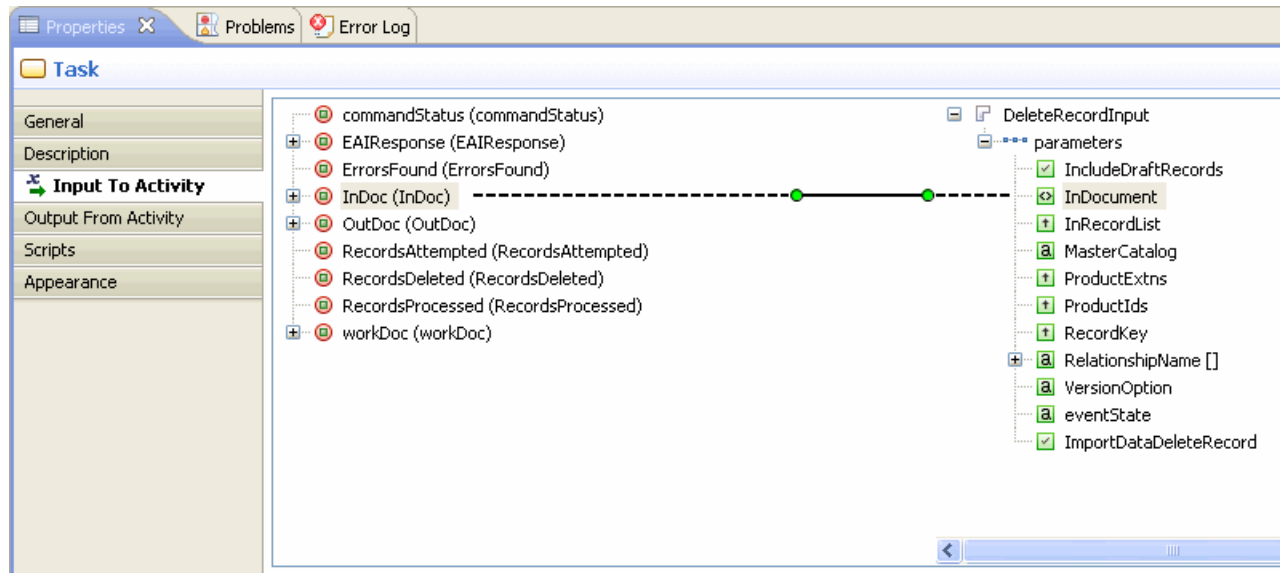 Properties Problems Error Log
Task
General
Description
Input To Activity
Output From Activity
Scripts
Appearance
commandStatus (commandStatus)
EAIResponse (EAIResponse)
ErrorsFound (ErrorsFound)
InDoc (InDoc)
OutDoc (OutDoc)
RecordsAttempted (RecordsAttempted)
RecordsDeleted (RecordsDeleted)
RecordsProcessed (RecordsProcessed)
workDoc (workDoc)
DeleteRecordInput
parameters
IncludeDraftRecords
InDocument
InRecordList
MasterCatalog
ProductExtns
ProductIds
RecordKey
RelationshipName []
VersionOption
eventState
ImportDataDeleteRecord